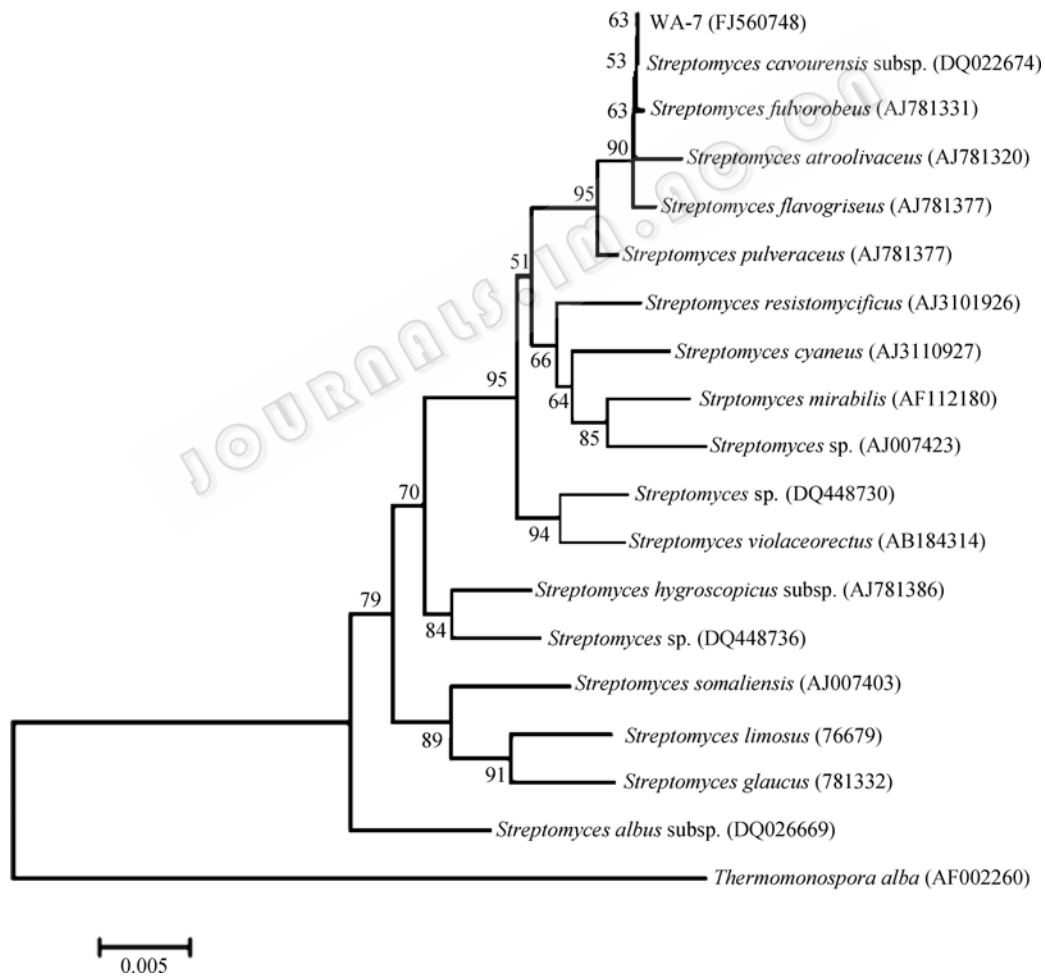 63 WA-7 (FJ560748)
53 Streptomyces cavourensis subsp. (DQ022674)
63 Streptomyces fulvorobeus (AJ781331)
90 Streptomyces atroolivaceus (AJ781320)
95 Streptomyces flavogriseus (AJ781377)
Streptomyces pulveraceus (AJ781377)
51
Streptomyces resistomycificus (AJ3101926)
66 Streptomyces cyaneus (AJ3110927)
95
64 Strptomyces mirabilis (AF112180)
85 Streptomyces sp. (AJ007423)
70 Streptomyces sp. (DQ448730)
94 Streptomyces violaceorectus (AB184314)
Streptomyces hygroscopicus subsp. (AJ781386)
79
84 Streptomyces sp. (DQ448736)
Streptomyces somaliensis (AJ007403)
89 Streptomyces limosus (76679)
91 Streptomyces glaucus (781332)
Streptomyces albus subsp. (DQ026669)
Thermomonospora alba (AF002260)
0.005
JOURNALS.IM.AC.CN